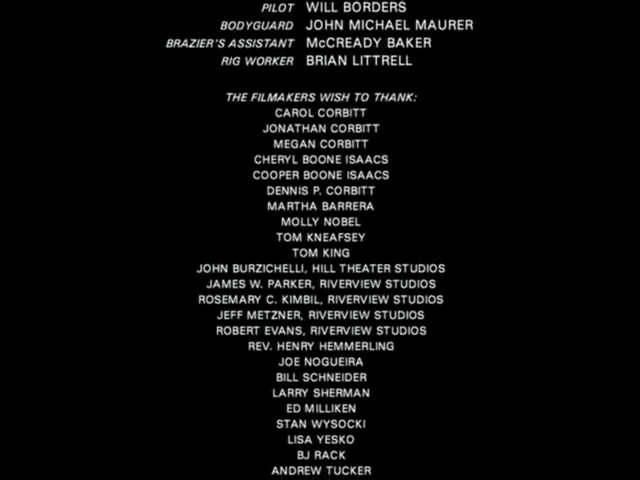 PILOT WILL BORDERS
BODYGUARD JOHN MICHAEL MAURER
BRAZIER'S ASSISTANT McCREADY BAKER
RIG WORKER BRIAN LITTRELL
THE FILMAKERS WISH TO THANK:
CAROL CORBITT
JONATHAN CORBITT
MEGAN CORBITT
CHERYL BOONE ISAACS
COOPER BOONE ISAACS
DENNIS P. CORBITT
MARTHA BARRERA
MOLLY NOBEL
TOM KNEAFSEY
TOM KING
JOHN BURZICHELLI, HILL THEATER STUDIOS
JAMES W. PARKER, RIVERVIEW STUDIOS
ROSEMARY C. KIMBIL, RIVERVIEW STUDIOS
JEFF METZNER, RIVERVIEW STUDIOS
ROBERT EVANS, RIVERVIEW STUDIOS
REV. HENRY HEMMERLING
JOE NOGUEIRA
BILL SCHNEIDER
LARRY SHERMAN
ED MILLIKEN
STAN WYSOCKI
LISA YESKO
BJ RACK
ANDREW TUCKER